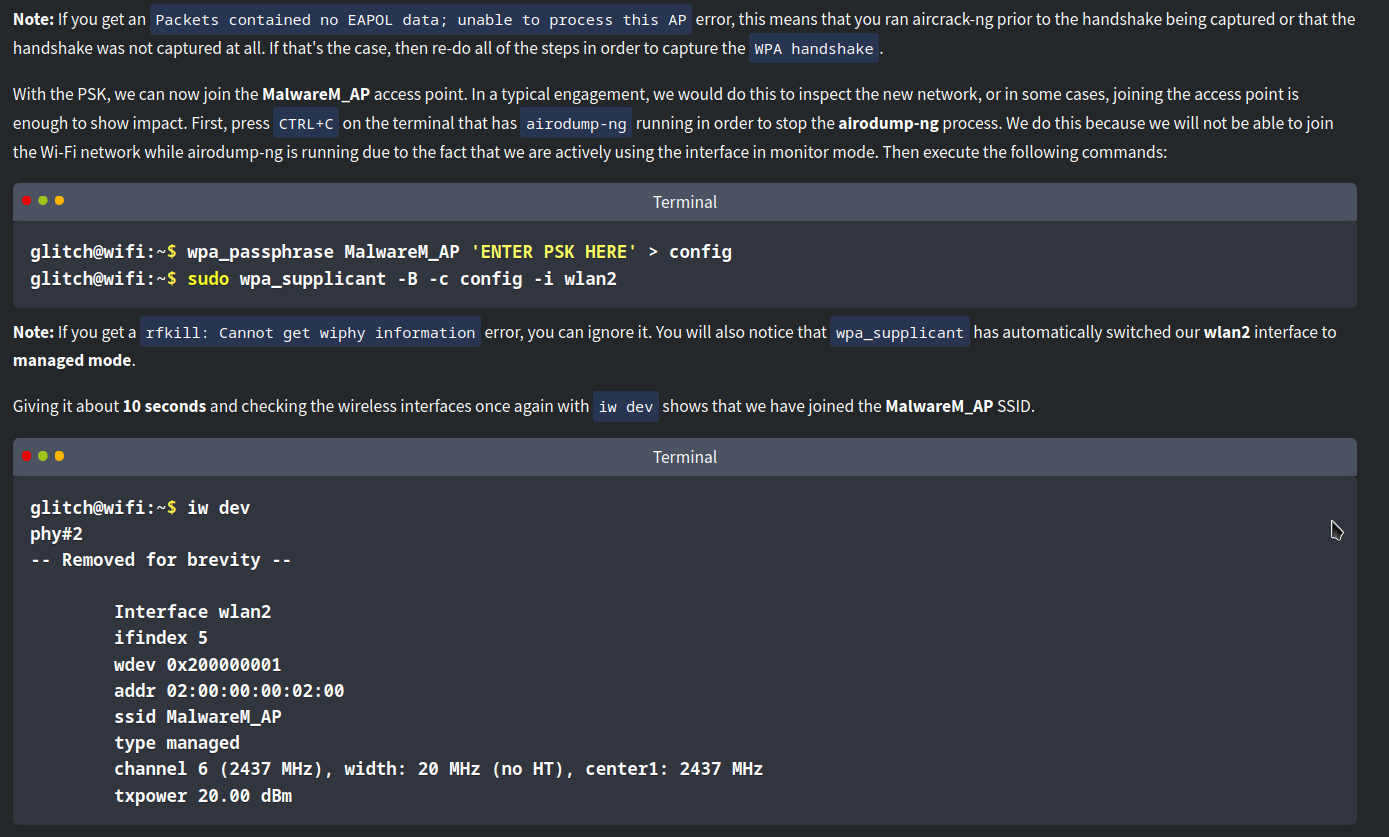 Note: If you get an Packets contained no EAPOL data; unable to process this AP error, this means that you ran aircrack-ng prior to the handshake being captured or that the
handshake was not captured at all. If that's the case, then re-do all of the steps in order to capture the WPA handshake.
With the PSK, we can now join the MalwareM_AP access point. In a typical engagement, we would do this to inspect the new network, or in some cases, joining the access point is
enough to show impact. First, press CTRL+C on the terminal that has airodump-ng running in order to stop the airodump-ng process. We do this because we will not be able to join
the Wi-Fi network while airodump-ng is running due to the fact that we are actively using the interface in monitor mode. Then execute the following commands:
Terminal
glitch@wifi:~$ wpa_passphrase MalwareM_AP 'ENTER PSK HERE' > config
glitch@wifi:~$ sudo wpa_supplicant -B -c config -i wlan2
Note: If you get a rfkill: Cannot get wiphy information error, you can ignore it. You will also notice that wpa_supplicant has automatically switched our wlan2 interface to
managed mode.
Giving it about 10 seconds and checking the wireless interfaces once again with iw dev shows that we have joined the MalwareM_AP SSID.
Terminal
glitch@wifi:~$ iw dev
phy#2
-- Removed for brevity --
Interface wlan2
ifindex 5
wdev 0x200000001
addr 02:00:00:00:02:00
ssid MalwareM_AP
type managed
channel 6 (2437 MHz), width: 20 MHz (no HT), center1: 2437 MHz
txpower 20.00 dBm